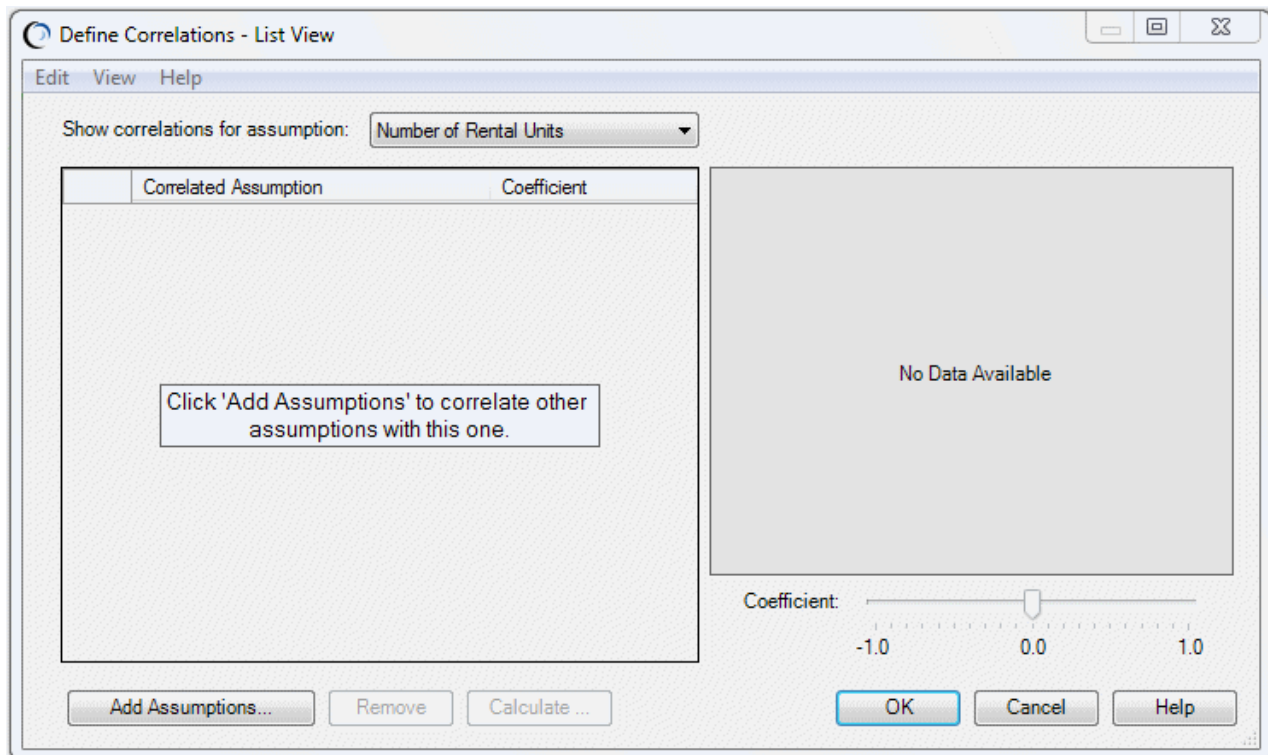 Define Correlations - List View
Edit View Help
Show correlations for assumption: Number of Rental Units
Correlated Assumption Coefficient
Click 'Add Assumptions' to correlate other
assumptions with this one.
No Data Available
Coefficient:
-1.0 0.0 1.0
Add Assumptions... Remove Calculate ... OK Cancel Help